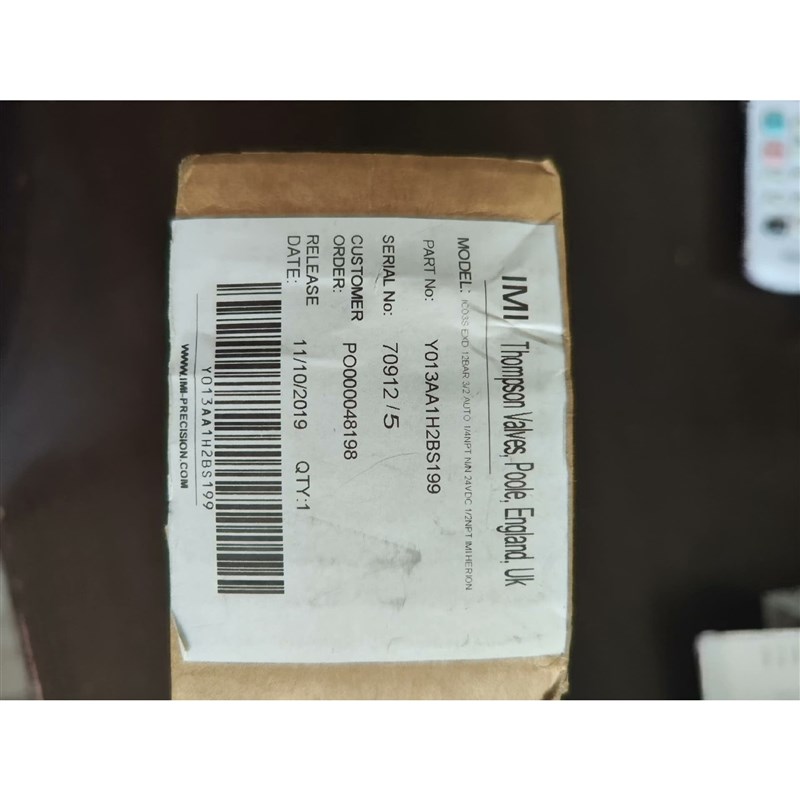 IMI Thompson Valves, Poole, England, Uk
MODEL: ICO3S EXD 12BAR 3/2 AUTO 1/4NPT N/N 24VDC 1/2NPT IMI HERION
PART No: Y013AA1H2BS199
SERIAL No: 70912 / 5
CUSTOMER ORDER: PO000048198
RELEASE DATE: 11/10/2019 QTY:1
Y013AA1H2BS199
WWW.IMI-PRECISION.COM